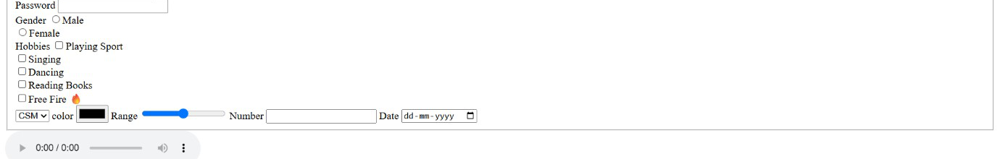 Password
Gender Male
Female
Hobbies Playing Sport
Singing
Dancing
Reading Books
Free Fire 🔥
CSM color Range Number Date dd-mm-yyyy
0:00 / 0:00